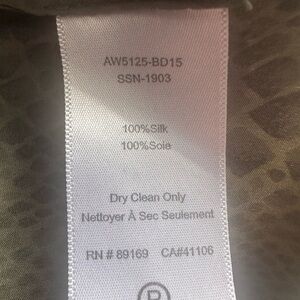 AW5125-BD15
SSN-1903
100%Silk
100%Soie
Dry Clean Only
Nettoyer À Sec Seulement
RN # 89169 CA#41106
P